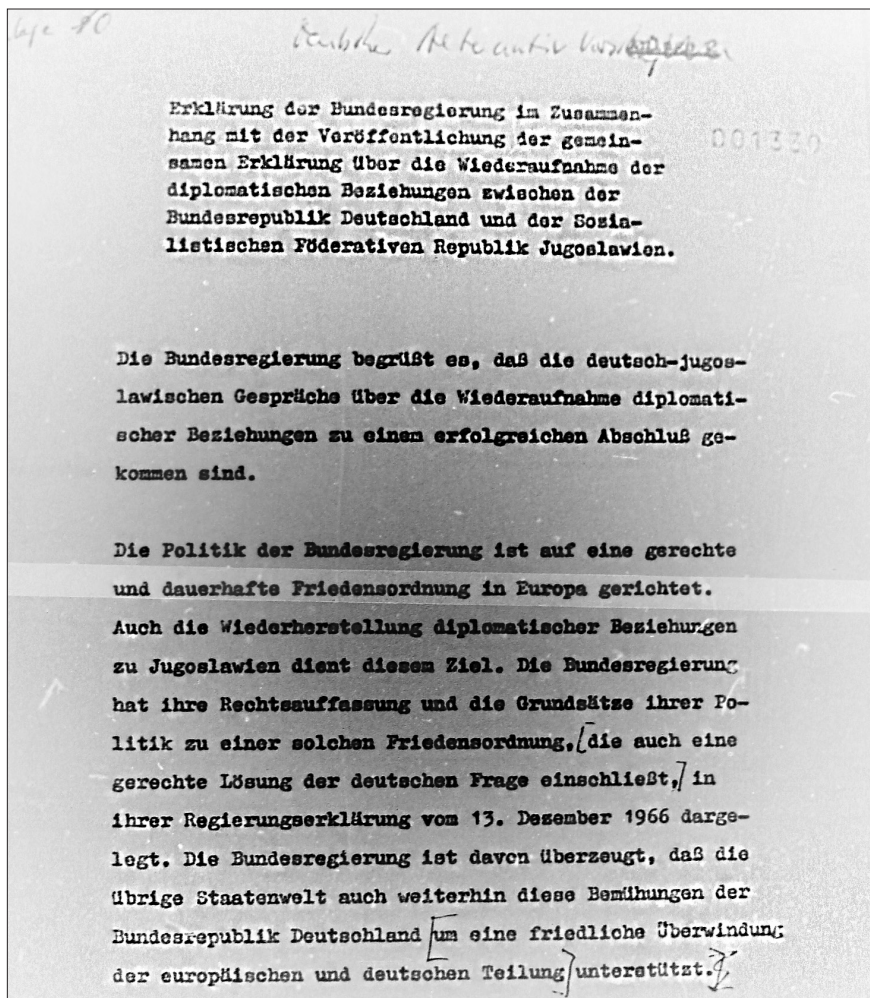 Deutscher Alternativ
001330
Erklärung der Bundesregierung im Zusammen-
hang mit der Veröffentlichung der gemein-
samen Erklärung über die Wiederaufnahme der
diplomatischen Beziehungen zwischen der
Bundesrepublik Deutschland und der Sozia-
listischen Föderativen Republik Jugoslawien.
Die Bundesregierung begrüßt es, daß die deutsch-jugos-
lawischen Gespräche über die Wiederaufnahme diplomati-
scher Beziehungen zu einem erfolgreichen Abschluß ge-
kommen sind.
Die Politik der Bundesregierung ist auf eine gerechte
und dauerhafte Friedensordnung in Europa gerichtet.
Auch die Wiederherstellung diplomatischer Beziehungen
zu Jugoslawien dient diesem Ziel. Die Bundesregierung
hat ihre Rechtsauffassung und die Grundsätze ihrer Po-
litik zu einer solchen Friedensordnung, [die auch eine
gerechte Lösung der deutschen Frage einschließt,] in
ihrer Regierungserklärung vom 13. Dezember 1966 darge-
legt. Die Bundesregierung ist davon überzeugt, daß die
übrige Staatenwelt auch weiterhin diese Bemühungen der
Bundesrepublik Deutschland [um eine friedliche Überwindung
der europäischen und deutschen Teilung] unterstützt.